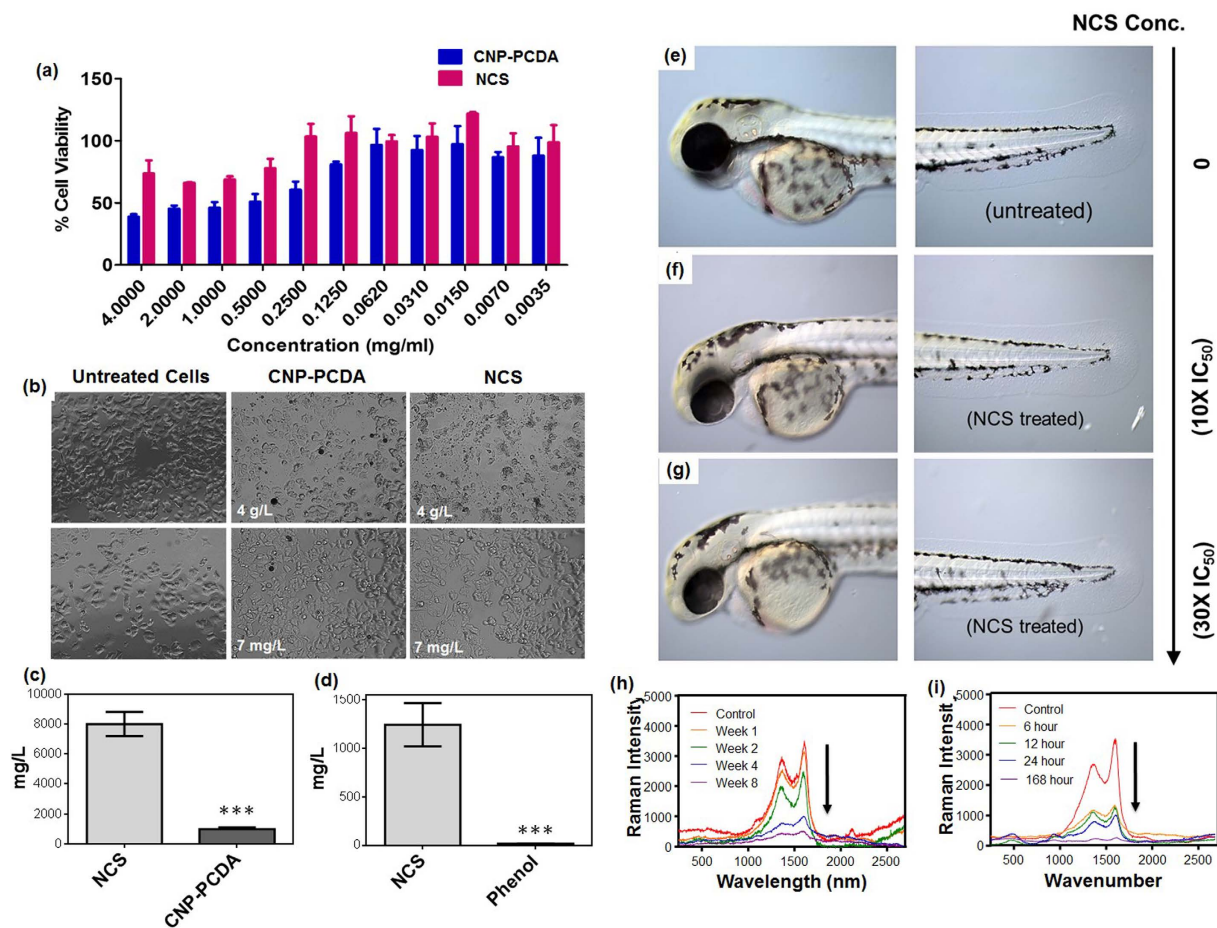 (a)
CNP-PCDA
NCS
% Cell Viability
150
100
50
0
4.0000
2.0000
1.0000
0.5000
0.2500
0.1250
0.0620
0.0310
0.0150
0.0070
0.0035
Concentration (mg/ml)
(b)
Untreated Cells
CNP-PCDA
NCS
4 g/L
4 g/L
7 mg/L
7 mg/L
(c)
mg/L
10000
8000
6000
4000
2000
0
***
NCS
CNP-PCDA
(d)
mg/L
1500
1000
500
0
***
NCS
Phenol
NCS Conc.
(e)
(untreated)
0
(f)
(NCS treated)
(10X IC50)
(g)
(NCS treated)
(30X IC50)
(h)
Raman Intensity
5000
4000
3000
2000
1000
0
Control
Week 1
Week 2
Week 4
Week 8
500
1000
1500
2000
2500
Wavelength (nm)
(i)
Raman Intensit
5000
4000
3000
2000
1000
0
Control
6 hour
12 hour
24 hour
168 hour
500
1000
1500
2000
2500
Wavenumber